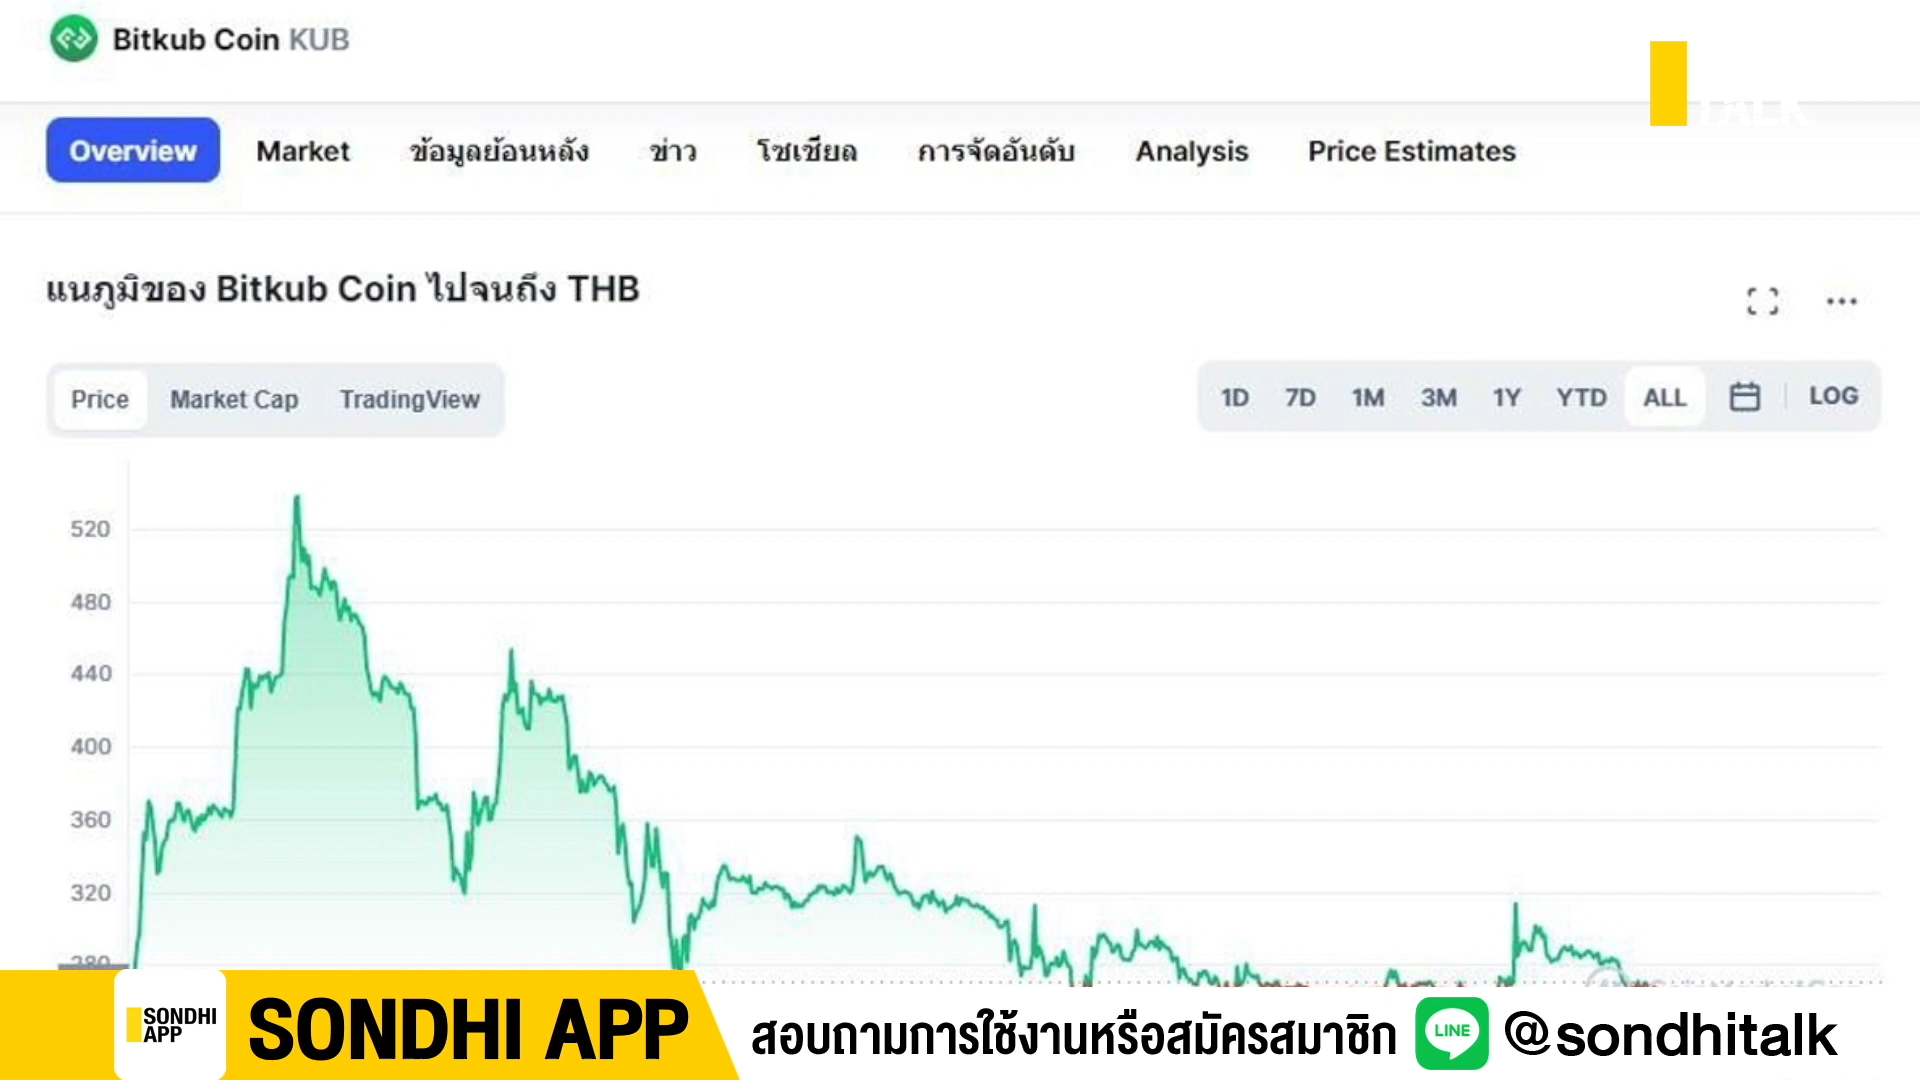 Bitkub Coin KUB
TALK
Overview Market ข้อมูลย้อนหลัง ข่าว โซเชียล การจัดอันดับ Analysis Price Estimates
แผนภูมิของ Bitkub Coin ไปจนถึง THB
Price Market Cap TradingView
1D 7D 1M 3M 1Y YTD ALL LOG
520
480
440
400
360
320
280
SONDHI APP
SONDHI APP
สอบถามการใช้งานหรือสมัครสมาชิก LINE @sondhitalk